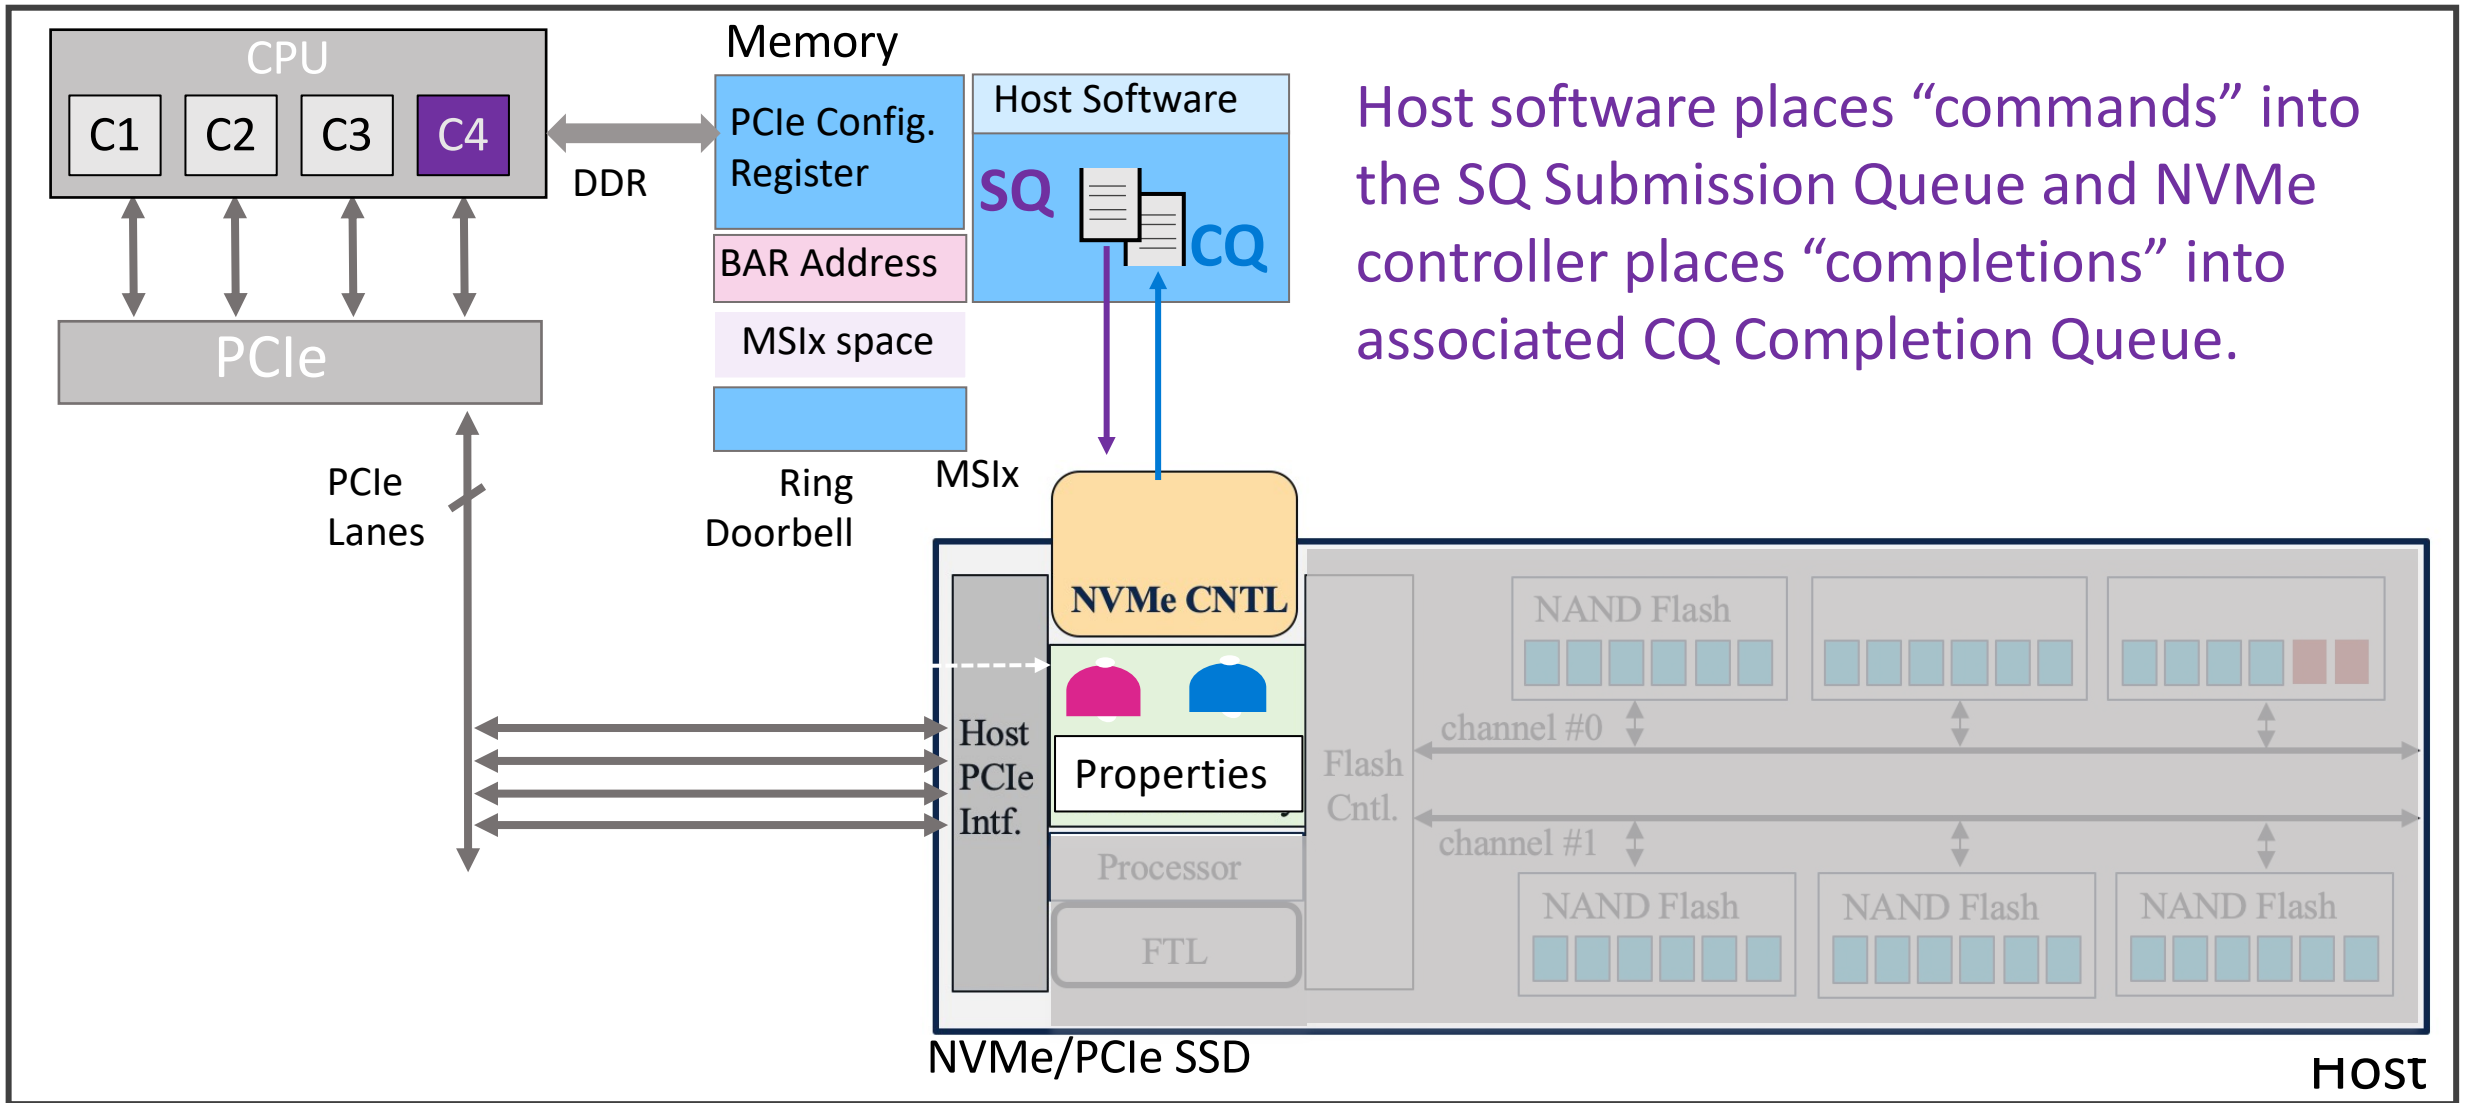 CPU
C1 C2 C3 C4
DDR
Memory
PCIe Config.
Register
BAR Address
MSIx space
Host Software
SQ
CQ
Host software places “commands” into
the SQ Submission Queue and NVMe
controller places “completions” into
associated CQ Completion Queue.
PCIe
PCIe
Lanes
Ring
Doorbell
MSIx
NVMe CNTL
Host
PCIe
Intf.
Properties
Processor
FTL
Flash
Cntl.
NAND Flash
channel #0
channel #1
NAND Flash
NAND Flash
NAND Flash
NVMe/PCIe SSD
Host